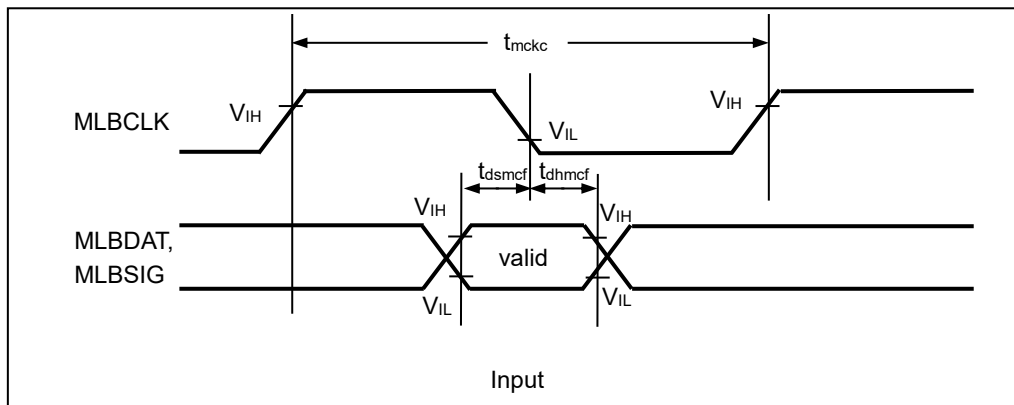 tmckc
VIH
VIH
MLBCLK
VIL
tdsmcf
tdhmcf
VIH
VIH
MLBDAT,
MLBSIG
valid
VIL
VIL
Input